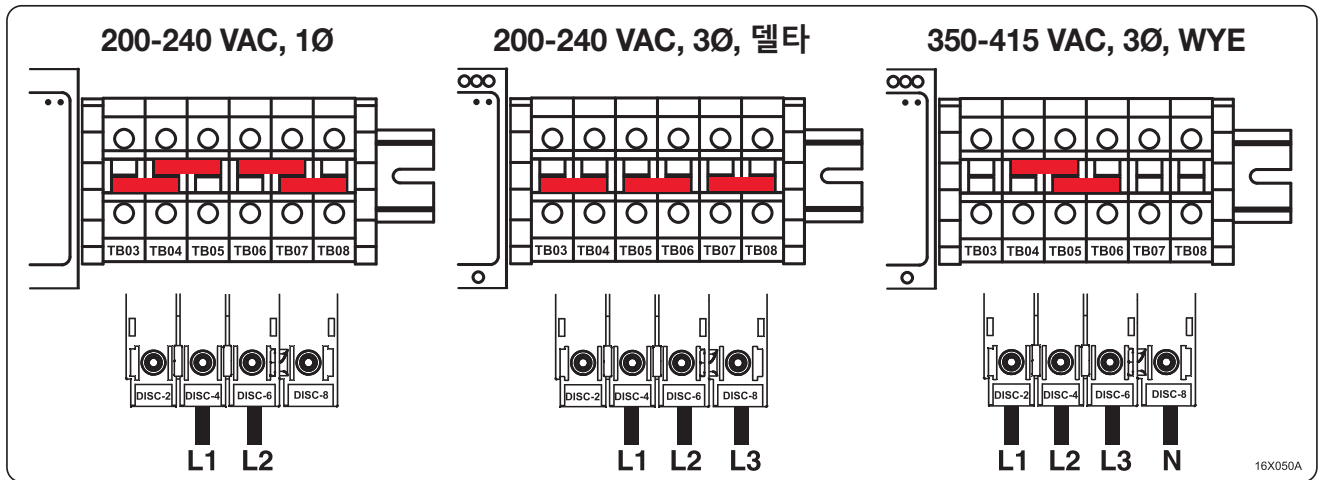 200-240 VAC, 1Ø
TB03 TB04 TB05 TB06 TB07 TB08
DISC-2 DISC-4 DISC-6 DISC-8
L1 L2
200-240 VAC, 3Ø, 델타
TB03 TB04 TB05 TB06 TB07 TB08
DISC-2 DISC-4 DISC-6 DISC-8
L1 L2 L3
350-415 VAC, 3Ø, WYE
TB03 TB04 TB05 TB06 TB07 TB08
DISC-2 DISC-4 DISC-6 DISC-8
L1 L2 L3 N
16X050A